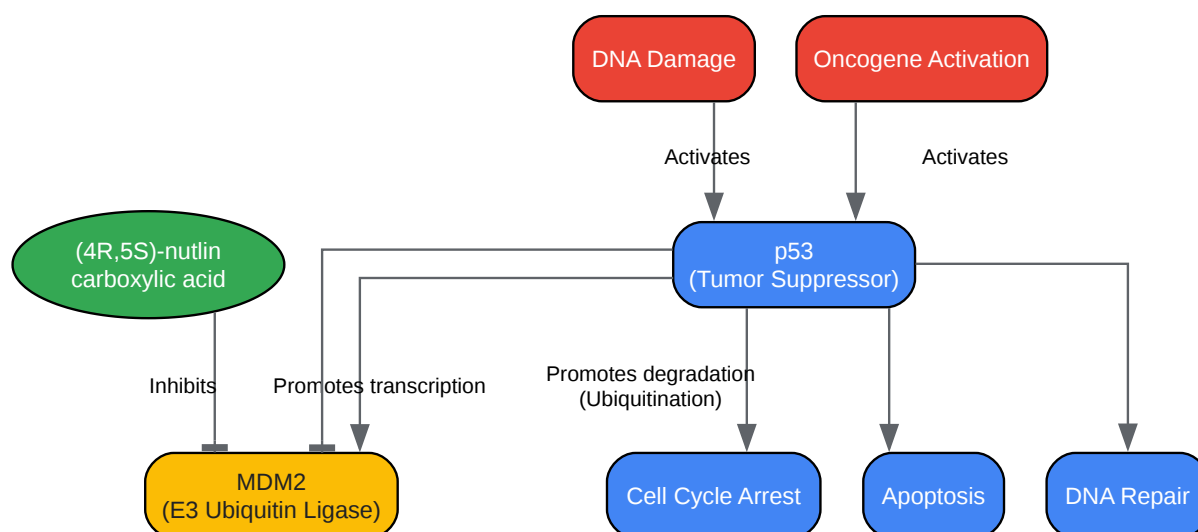 DNA Damage
Oncogene Activation
Activates
Activates
(4R,5S)-nutlin
carboxylic acid
p53
(Tumor Suppressor)
Inhibits
Promotes transcription
Promotes degradation
(Ubiquitination)
MDM2
(E3 Ubiquitin Ligase)
Cell Cycle Arrest
Apoptosis
DNA Repair